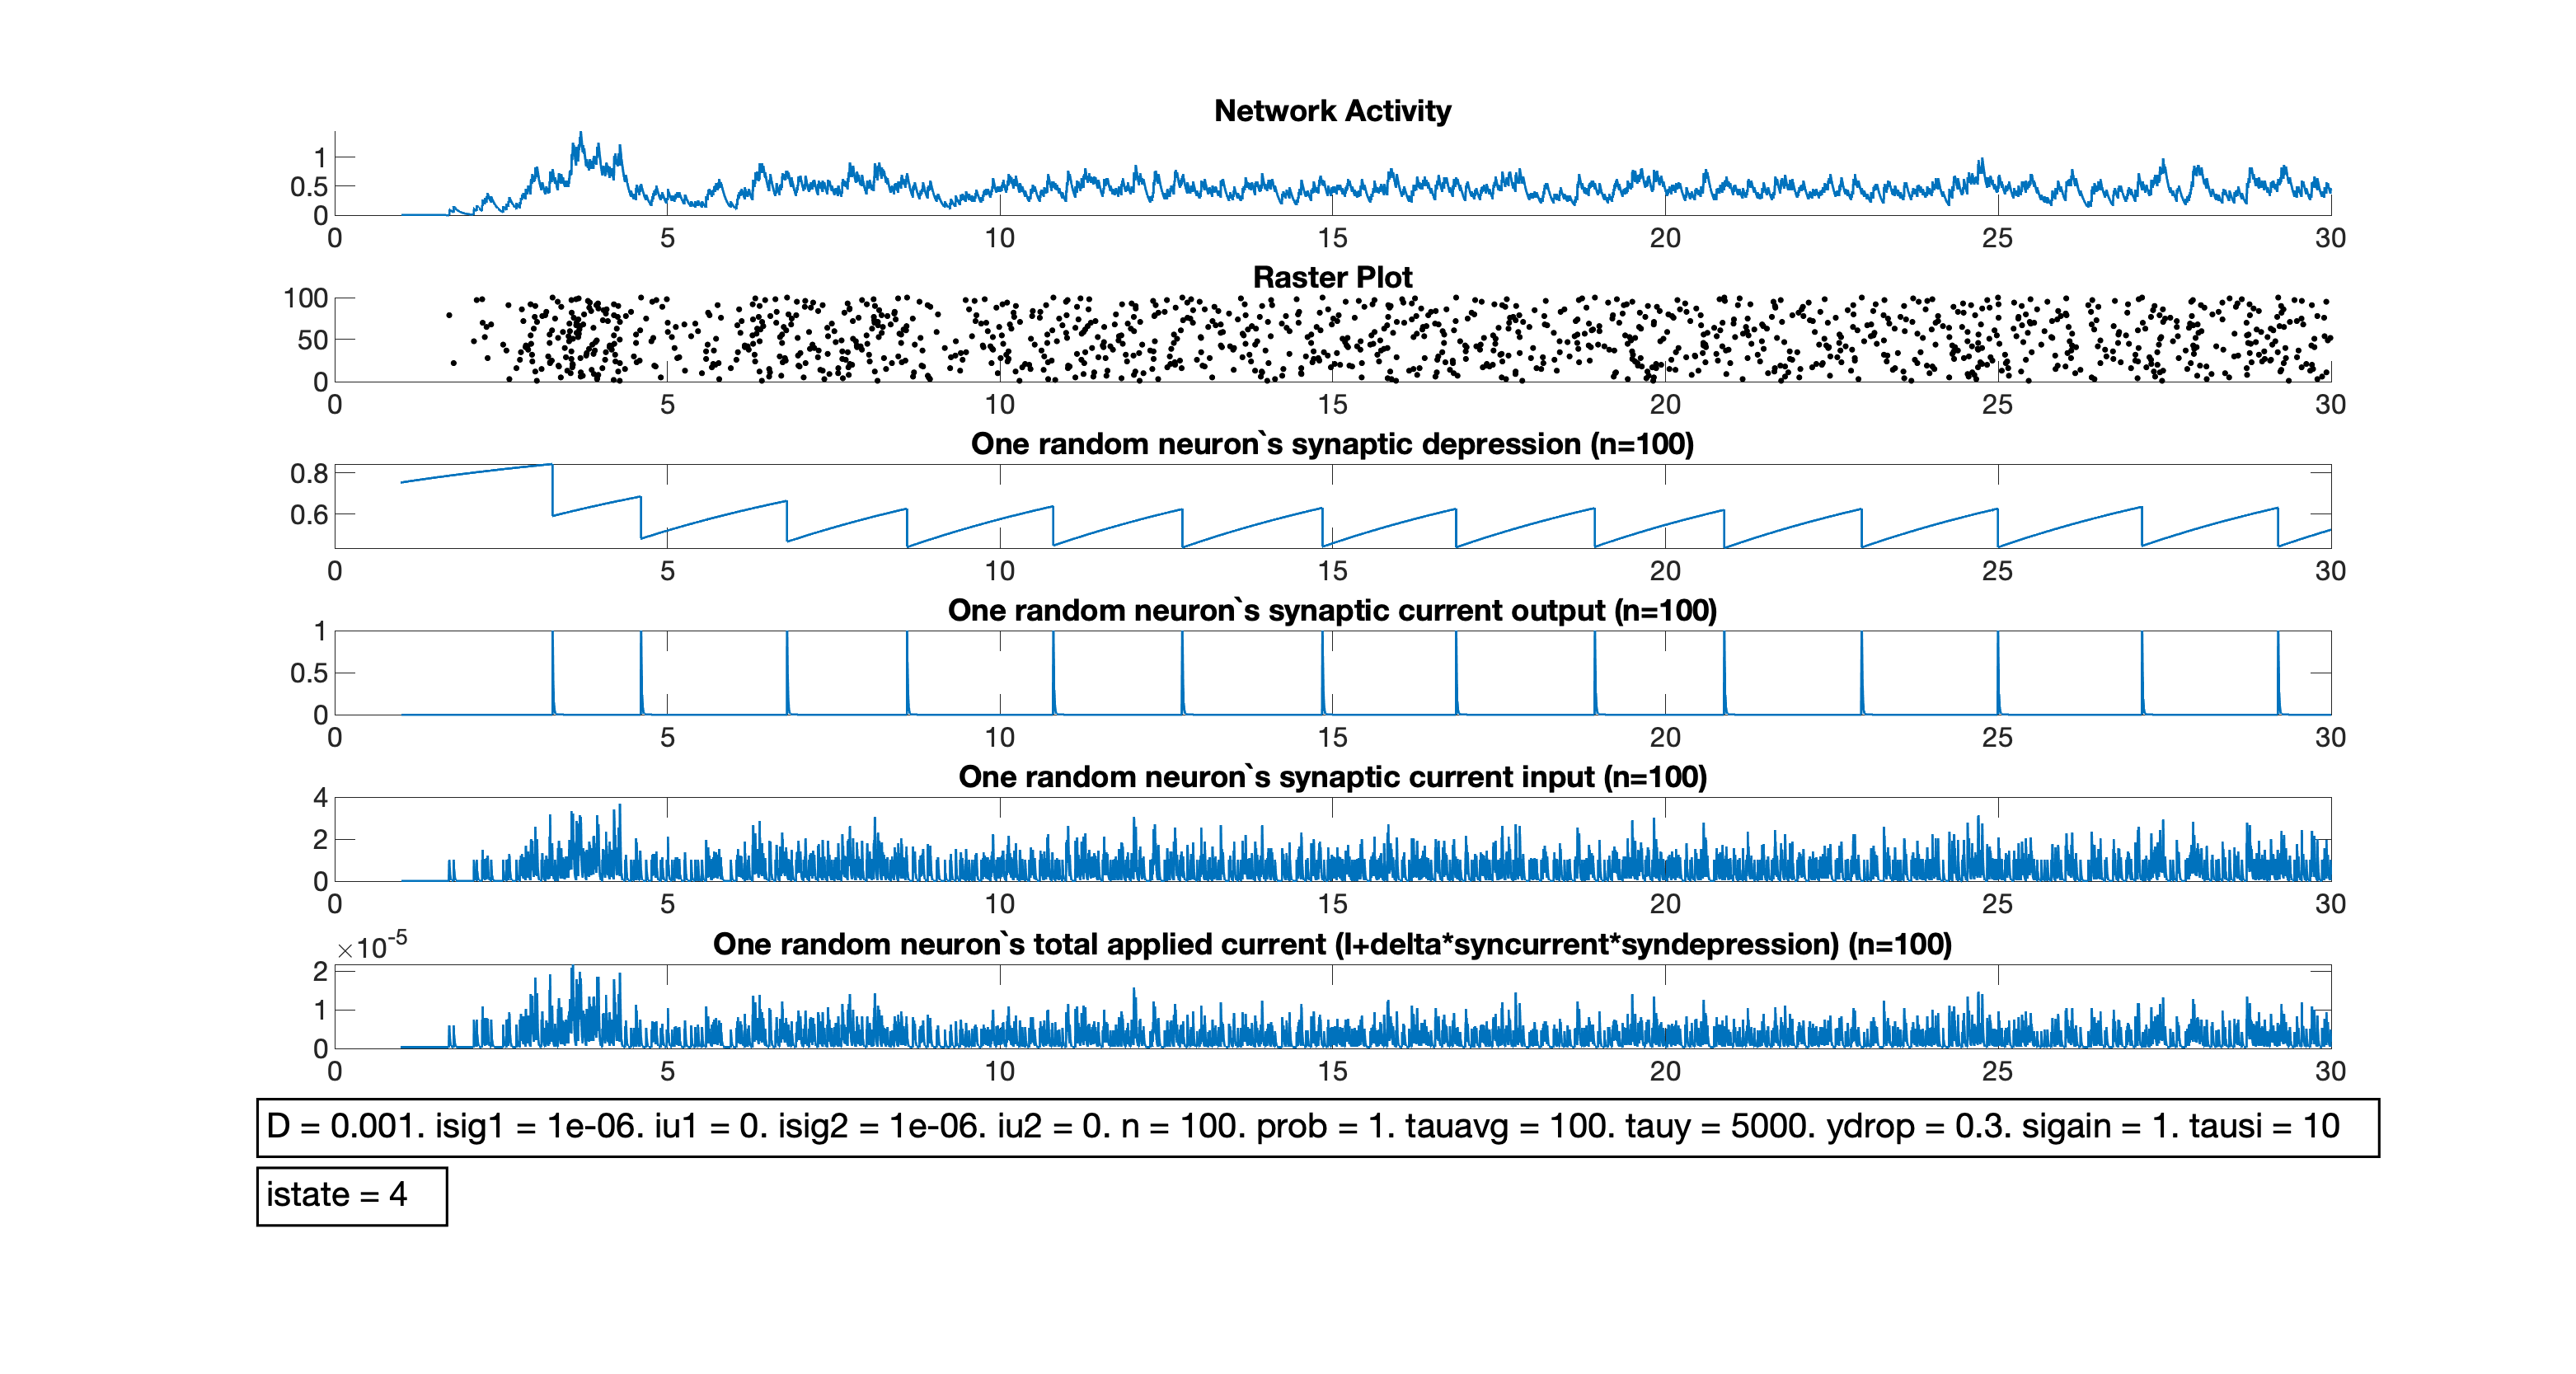 Network Activity
1
0.5
0
0 5 10 15 20 25 30
Raster Plot
100
50
0
0 5 10 15 20 25 30
One random neuron`s synaptic depression (n=100)
0.8
0.6
0 5 10 15 20 25 30
One random neuron`s synaptic current output (n=100)
1
0.5
0
0 5 10 15 20 25 30
One random neuron`s synaptic current input (n=100)
4
2
0
0 5 10 15 20 25 30
×10-5
One random neuron`s total applied current (I+delta*syncurrent*syndepression) (n=100)
2
1
0
0 5 10 15 20 25 30
D = 0.001. isig1 = 1e-06. iu1 = 0. isig2 = 1e-06. iu2 = 0. n = 100. prob = 1. tauavg = 100. tauy = 5000. ydrop = 0.3. sigain = 1. tausi = 10
istate = 4